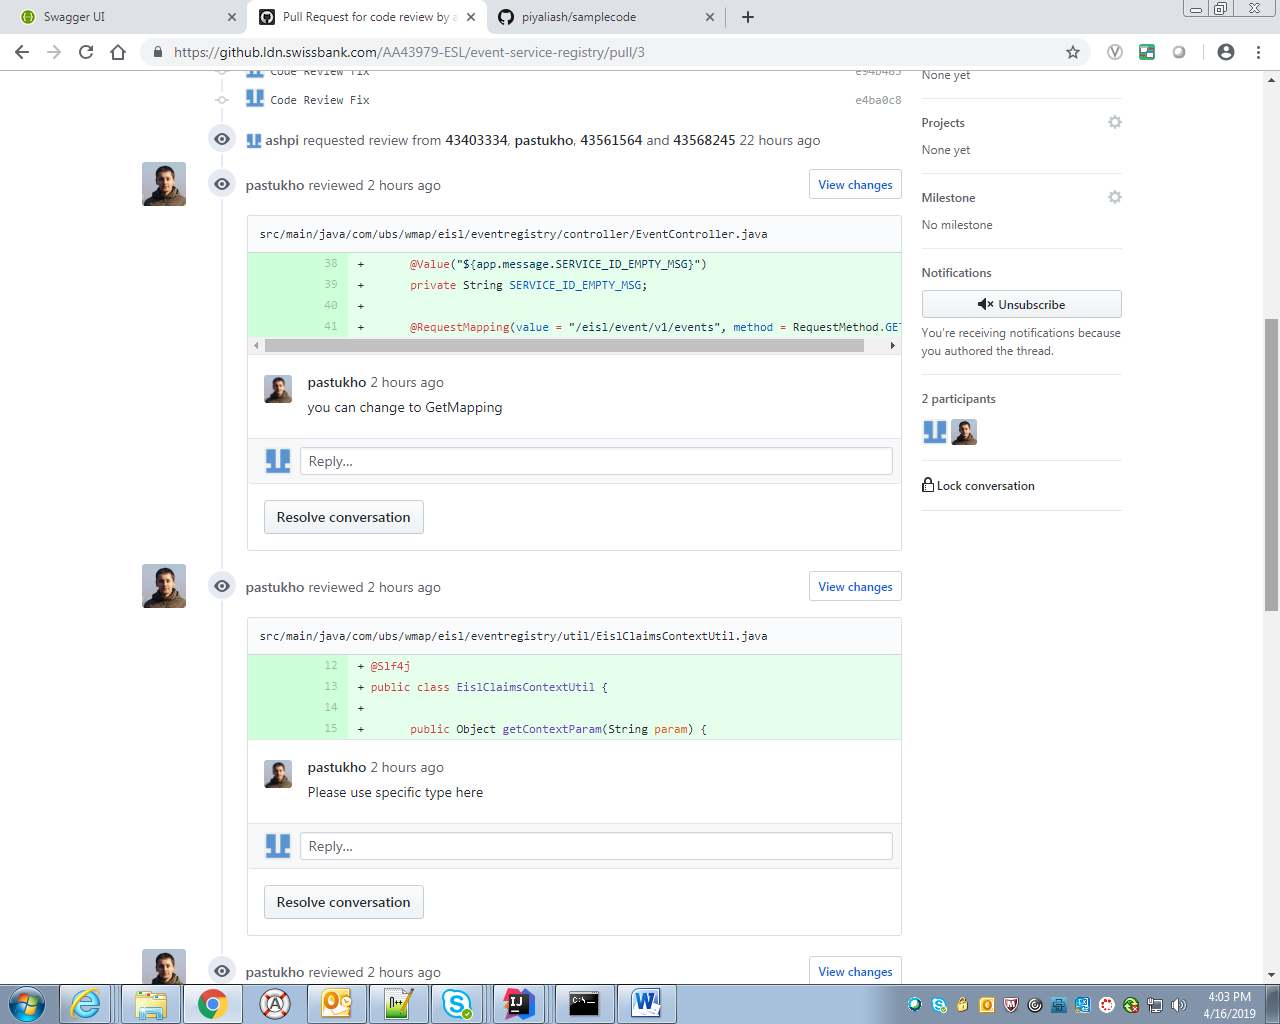 Swagger UI
Pull Request for code review by a
piyaliash/samplecode
https://github.ldn.swissbank.com/AA43979-ESL/event-service-registry/pull/3
Code Review Fix
e94b485
None yet
Code Review Fix
e4ba0c8
Projects
ashpi requested review from 43403334, pastukho, 43561564 and 43568245 22 hours ago
None yet
pastukho reviewed 2 hours ago
View changes
Milestone
No milestone
src/main/java/com/ubs/wmap/eisl/eventregistry/controller/EventController.java
38 + @Value("${app.message.SERVICE_ID_EMPTY_MSG}")
39 + private String SERVICE_ID_EMPTY_MSG;
40 +
41 + @RequestMapping(value = "/eisl/event/v1/events", method = RequestMethod.GET
Notifications
Unsubscribe
You're receiving notifications because
you authored the thread.
pastukho 2 hours ago
you can change to GetMapping
2 participants
Reply...
Lock conversation
Resolve conversation
pastukho reviewed 2 hours ago
View changes
src/main/java/com/ubs/wmap/eisl/eventregistry/util/EislClaimsContextUtil.java
12 + @Slf4j
13 + public class EislClaimsContextUtil {
14 +
15 + public Object getContextParam(String param) {
pastukho 2 hours ago
Please use specific type here
Reply...
Resolve conversation
pastukho reviewed 2 hours ago
View changes
4:03 PM
4/16/2019